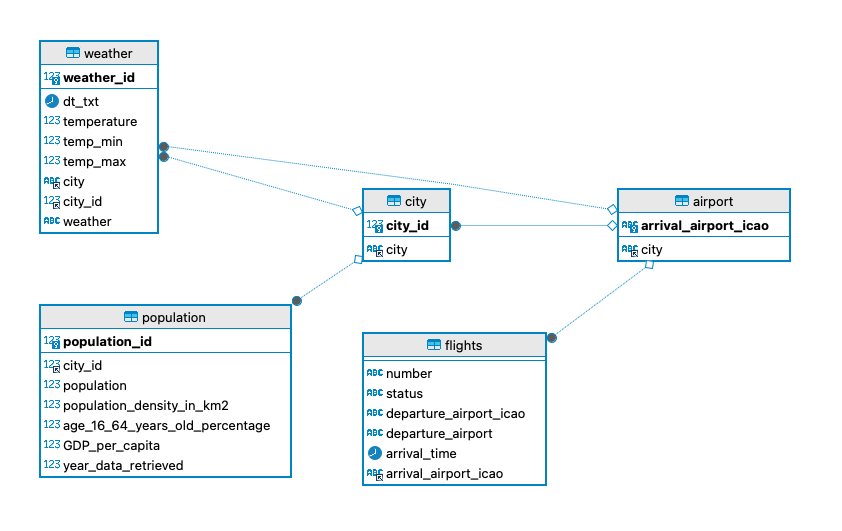 weather
123 weather_id
dt_txt
123 temperature
123 temp_min
123 temp_max
ABC city
123 city_id
ABC weather
city
123 city_id
ABC city
airport
ABC arrival_airport_icao
ABC city
population
123 population_id
123 city_id
123 population
123 population_density_in_km2
123 age_16_64_years_old_percentage
123 GDP_per_capita
123 year_data_retrieved
flights
ABC number
ABC status
ABC departure_airport_icao
ABC departure_airport
arrival_time
ABC arrival_airport_icao